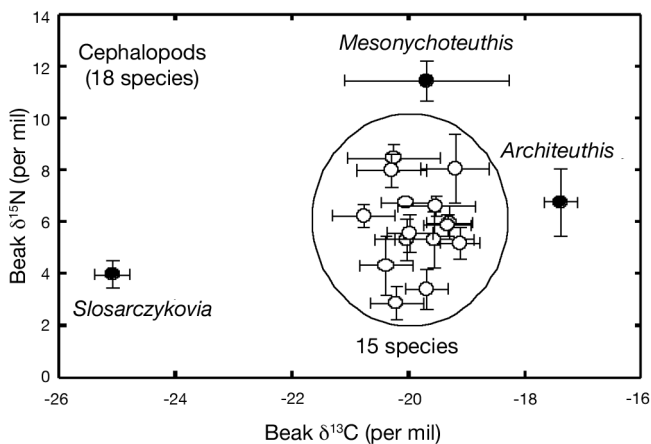 14
12
10
8
6
4
2
0
Beak δ15N (per mil)
Cephalopods
(18 species)
Mesonychoteuthis
Architeuthis
Slosarczykovia
15 species
-26 -24 -22 -20 -18 -16
Beak δ13C (per mil)